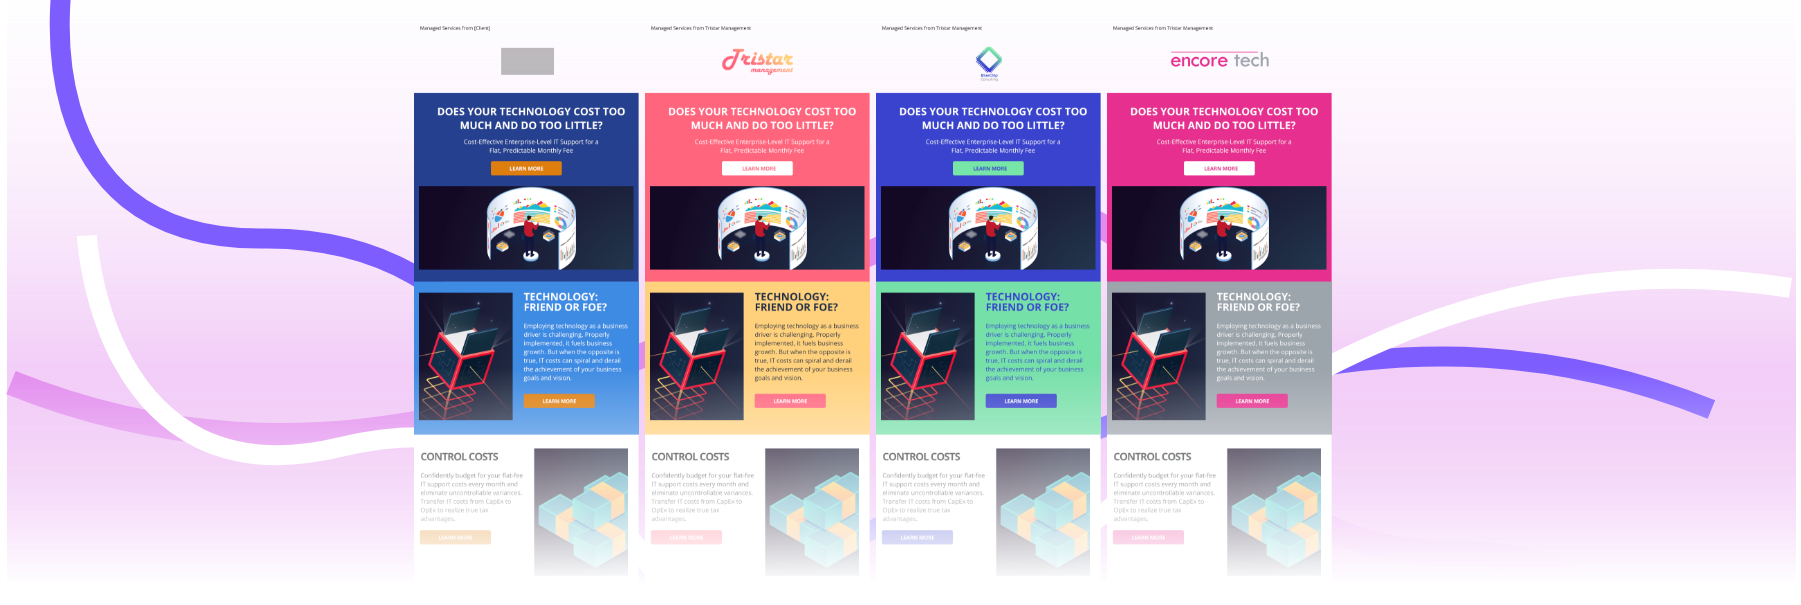 Managed Services from [Client]
DOES YOUR TECHNOLOGY COST TOO
MUCH AND DO TOO LITTLE?
Cost-Effective Enterprise-Level IT Support for a
Flat, Predictable Monthly Fee
LEARN MORE
TECHNOLOGY:
FRIEND OR FOE?
Employing technology as a business
driver is challenging. Properly
implemented, it fuels business
growth. But when the opposite is
true, IT costs can spiral and derail
the achievement of your business
goals and vision.
LEARN MORE
CONTROL COSTS
Confidently budget for your flat-fee
IT support costs every month and
eliminate uncontrollable variances.
Transfer IT costs from CapEx to
OpEx to realize true tax
advantages.
LEARN MORE
Managed Services from Tristar Management
Tristar
management
DOES YOUR TECHNOLOGY COST TOO
MUCH AND DO TOO LITTLE?
Cost-Effective Enterprise-Level IT Support for a
Flat, Predictable Monthly Fee
LEARN MORE
TECHNOLOGY:
FRIEND OR FOE?
Employing technology as a business
driver is challenging. Properly
implemented, it fuels business
growth. But when the opposite is
true, IT costs can spiral and derail
the achievement of your business
goals and vision.
LEARN MORE
CONTROL COSTS
Confidently budget for your flat-fee
IT support costs every month and
eliminate uncontrollable variances.
Transfer IT costs from CapEx to
OpEx to realize true tax
advantages.
LEARN MORE
Managed Services from Tristar Management
BlueChip
Consulting
DOES YOUR TECHNOLOGY COST TOO
MUCH AND DO TOO LITTLE?
Cost-Effective Enterprise-Level IT Support for a
Flat, Predictable Monthly Fee
LEARN MORE
TECHNOLOGY:
FRIEND OR FOE?
Employing technology as a business
driver is challenging. Properly
implemented, it fuels business
growth. But when the opposite is
true, IT costs can spiral and derail
the achievement of your business
goals and vision.
LEARN MORE
CONTROL COSTS
Confidently budget for your flat-fee
IT support costs every month and
eliminate uncontrollable variances.
Transfer IT costs from CapEx to
OpEx to realize true tax
advantages.
LEARN MORE
Managed Services from Tristar Management
encore tech
DOES YOUR TECHNOLOGY COST TOO
MUCH AND DO TOO LITTLE?
Cost-Effective Enterprise-Level IT Support for a
Flat, Predictable Monthly Fee
LEARN MORE
TECHNOLOGY:
FRIEND OR FOE?
Employing technology as a business
driver is challenging. Properly
implemented, it fuels business
growth. But when the opposite is
true, IT costs can spiral and derail
the achievement of your business
goals and vision.
LEARN MORE
CONTROL COSTS
Confidently budget for your flat-fee
IT support costs every month and
eliminate uncontrollable variances.
Transfer IT costs from CapEx to
OpEx to realize true tax
advantages.
LEARN MORE